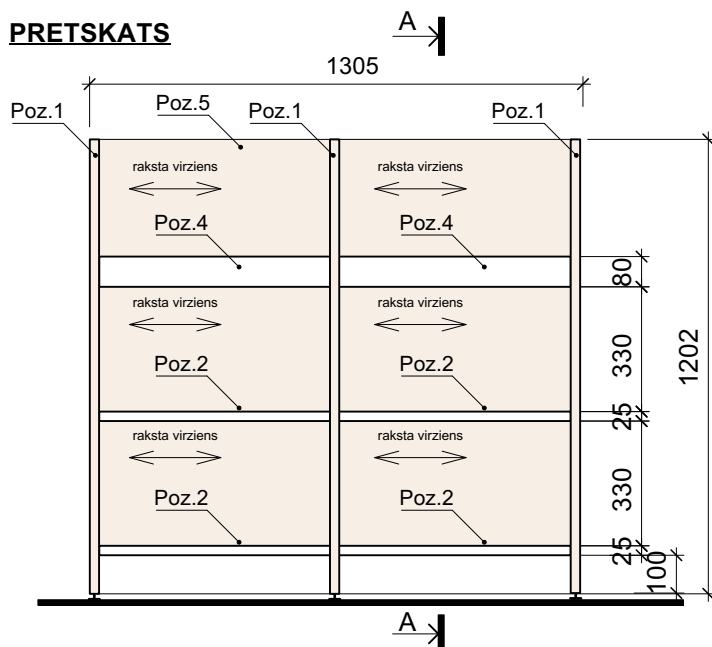 PRETSKATS
A
1305
Poz.1
Poz.5
Poz.1
Poz.1
raksta virziens
raksta virziens
Poz.4
Poz.4
80
raksta virziens
raksta virziens
330
1202
Poz.2
Poz.2
25
raksta virziens
raksta virziens
330
Poz.2
Poz.2
25
100
A